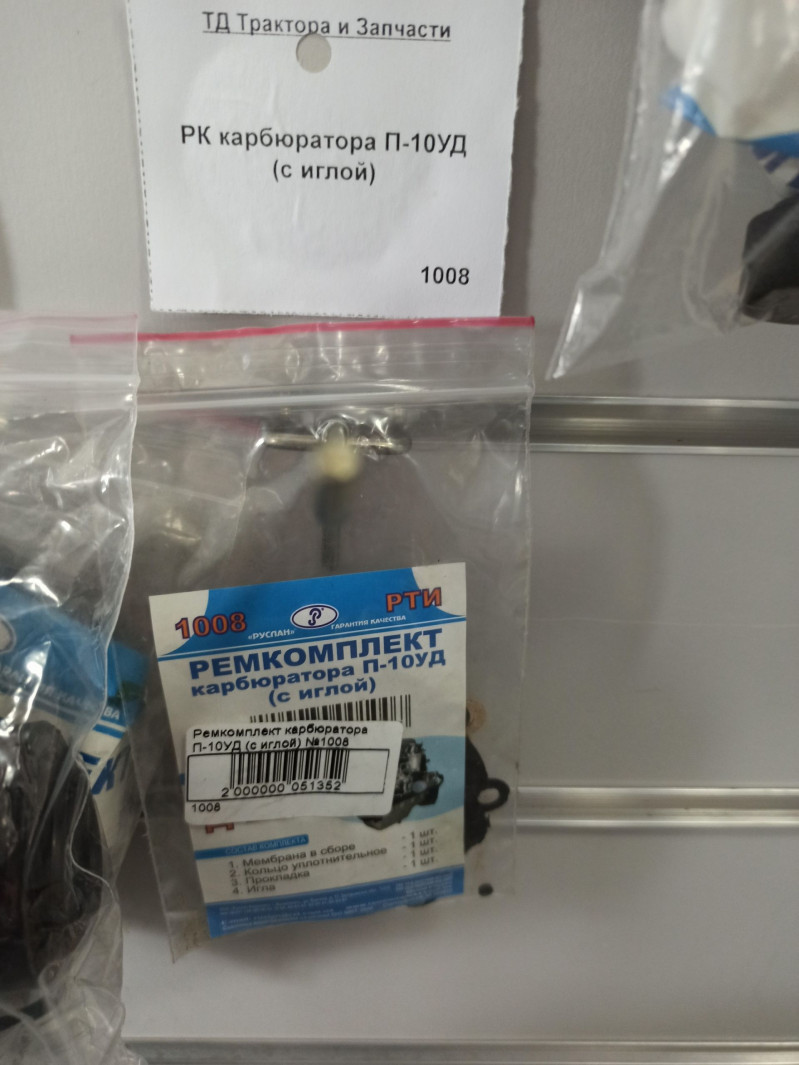 ТД Трактора и Запчасти
РК карбюратора П-10УД
(с иглой)
1008
1008
РТИ
«РУСЛАН»
ГАРАНТИЯ КАЧЕСТВА
РЕМКОМПЛЕКТ
карбюратора П-10УД
(с иглой)
Ремкомплект карбюратора
П-10УД (с иглой) №1008
2 000000 051352
1008
СОСТАВ КОМПЛЕКТА
1. Мембрана в сборе - 1 шт.
2. Кольцо уплотнительное - 1 шт.
3. Прокладка - 1 шт.
4. Игла - 1 шт.
КАЧЕСТВА